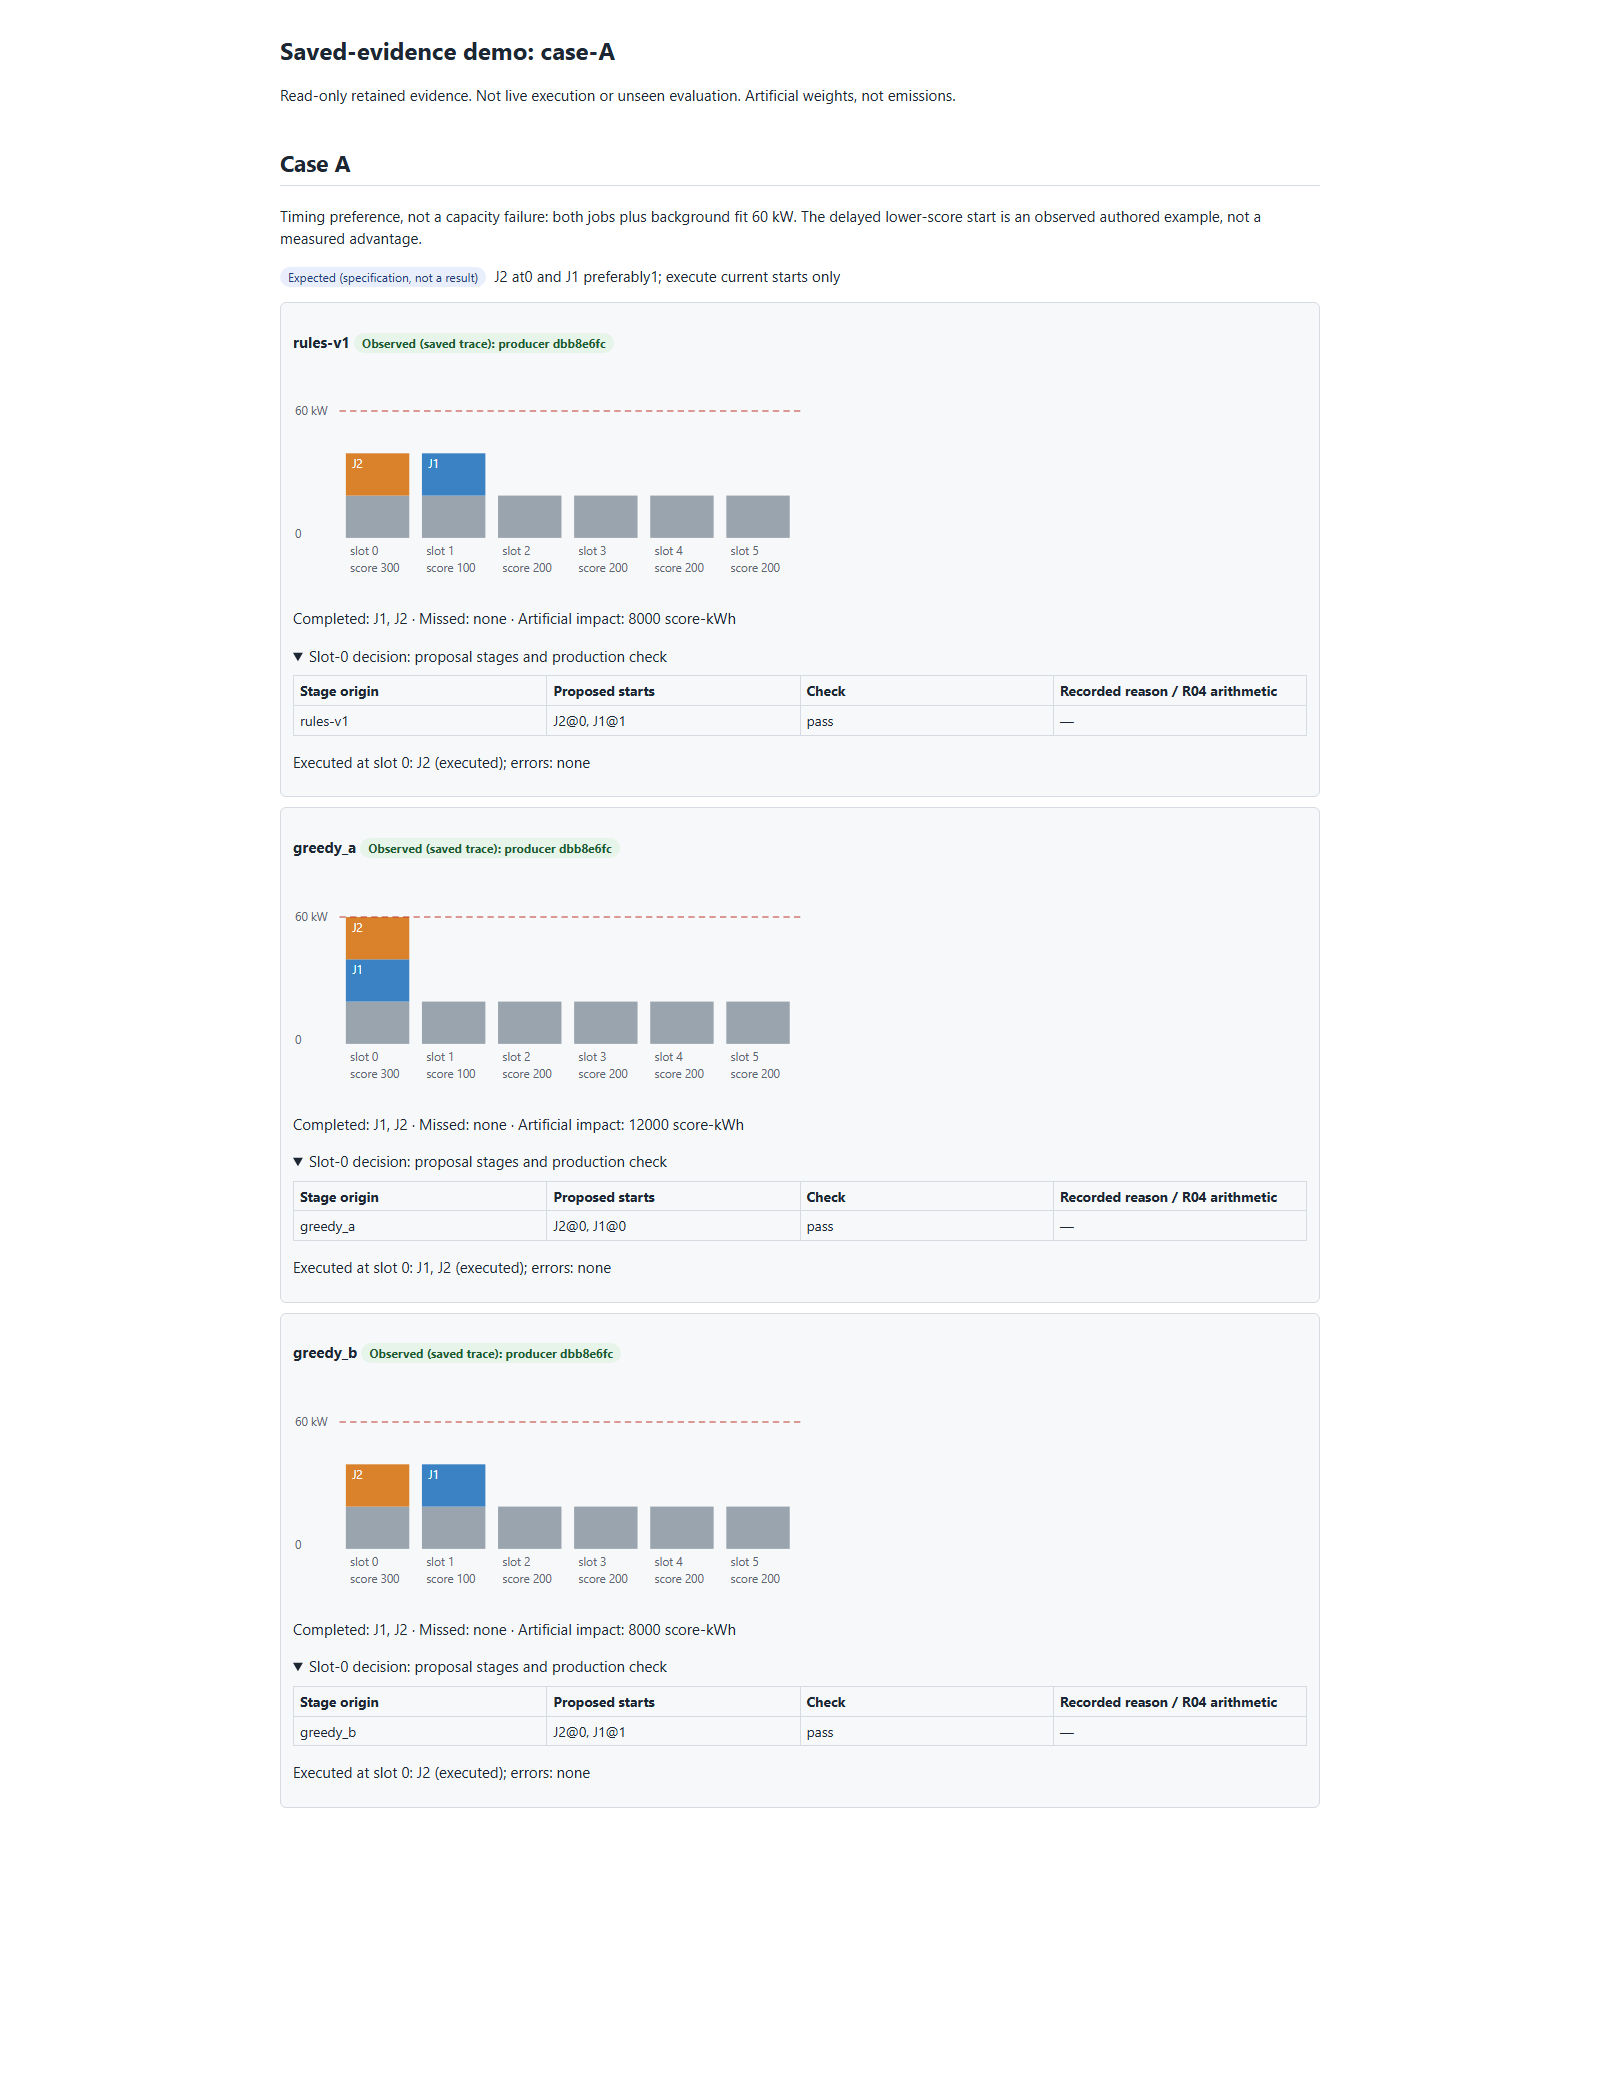 Saved-evidence demo: case-A
Read-only retained evidence. Not live execution or unseen evaluation. Artificial weights, not emissions.
Case A
Timing preference, not a capacity failure: both jobs plus background fit 60 kW. The delayed lower-score start is an observed authored example, not a
measured advantage.
Expected (specification, not a result) J2 at0 and J1 preferably1; execute current starts only
rules-v1 Observed (saved trace): producer dbb8e6fc
60 kW
J2 J1
0
slot 0 slot 1 slot 2 slot 3 slot 4 slot 5
score 300 score 100 score 200 score 200 score 200 score 200
Completed: J1, J2 · Missed: none · Artificial impact: 8000 score-kWh
▼ Slot-0 decision: proposal stages and production check
Stage origin Proposed starts Check Recorded reason / R04 arithmetic
rules-v1 J2@0, J1@1 pass —
Executed at slot 0: J2 (executed); errors: none
greedy_a Observed (saved trace): producer dbb8e6fc
60 kW
J2
J1
0
slot 0 slot 1 slot 2 slot 3 slot 4 slot 5
score 300 score 100 score 200 score 200 score 200 score 200
Completed: J1, J2 · Missed: none · Artificial impact: 12000 score-kWh
▼ Slot-0 decision: proposal stages and production check
Stage origin Proposed starts Check Recorded reason / R04 arithmetic
greedy_a J2@0, J1@0 pass —
Executed at slot 0: J1, J2 (executed); errors: none
greedy_b Observed (saved trace): producer dbb8e6fc
60 kW
J2 J1
0
slot 0 slot 1 slot 2 slot 3 slot 4 slot 5
score 300 score 100 score 200 score 200 score 200 score 200
Completed: J1, J2 · Missed: none · Artificial impact: 8000 score-kWh
▼ Slot-0 decision: proposal stages and production check
Stage origin Proposed starts Check Recorded reason / R04 arithmetic
greedy_b J2@0, J1@1 pass —
Executed at slot 0: J2 (executed); errors: none